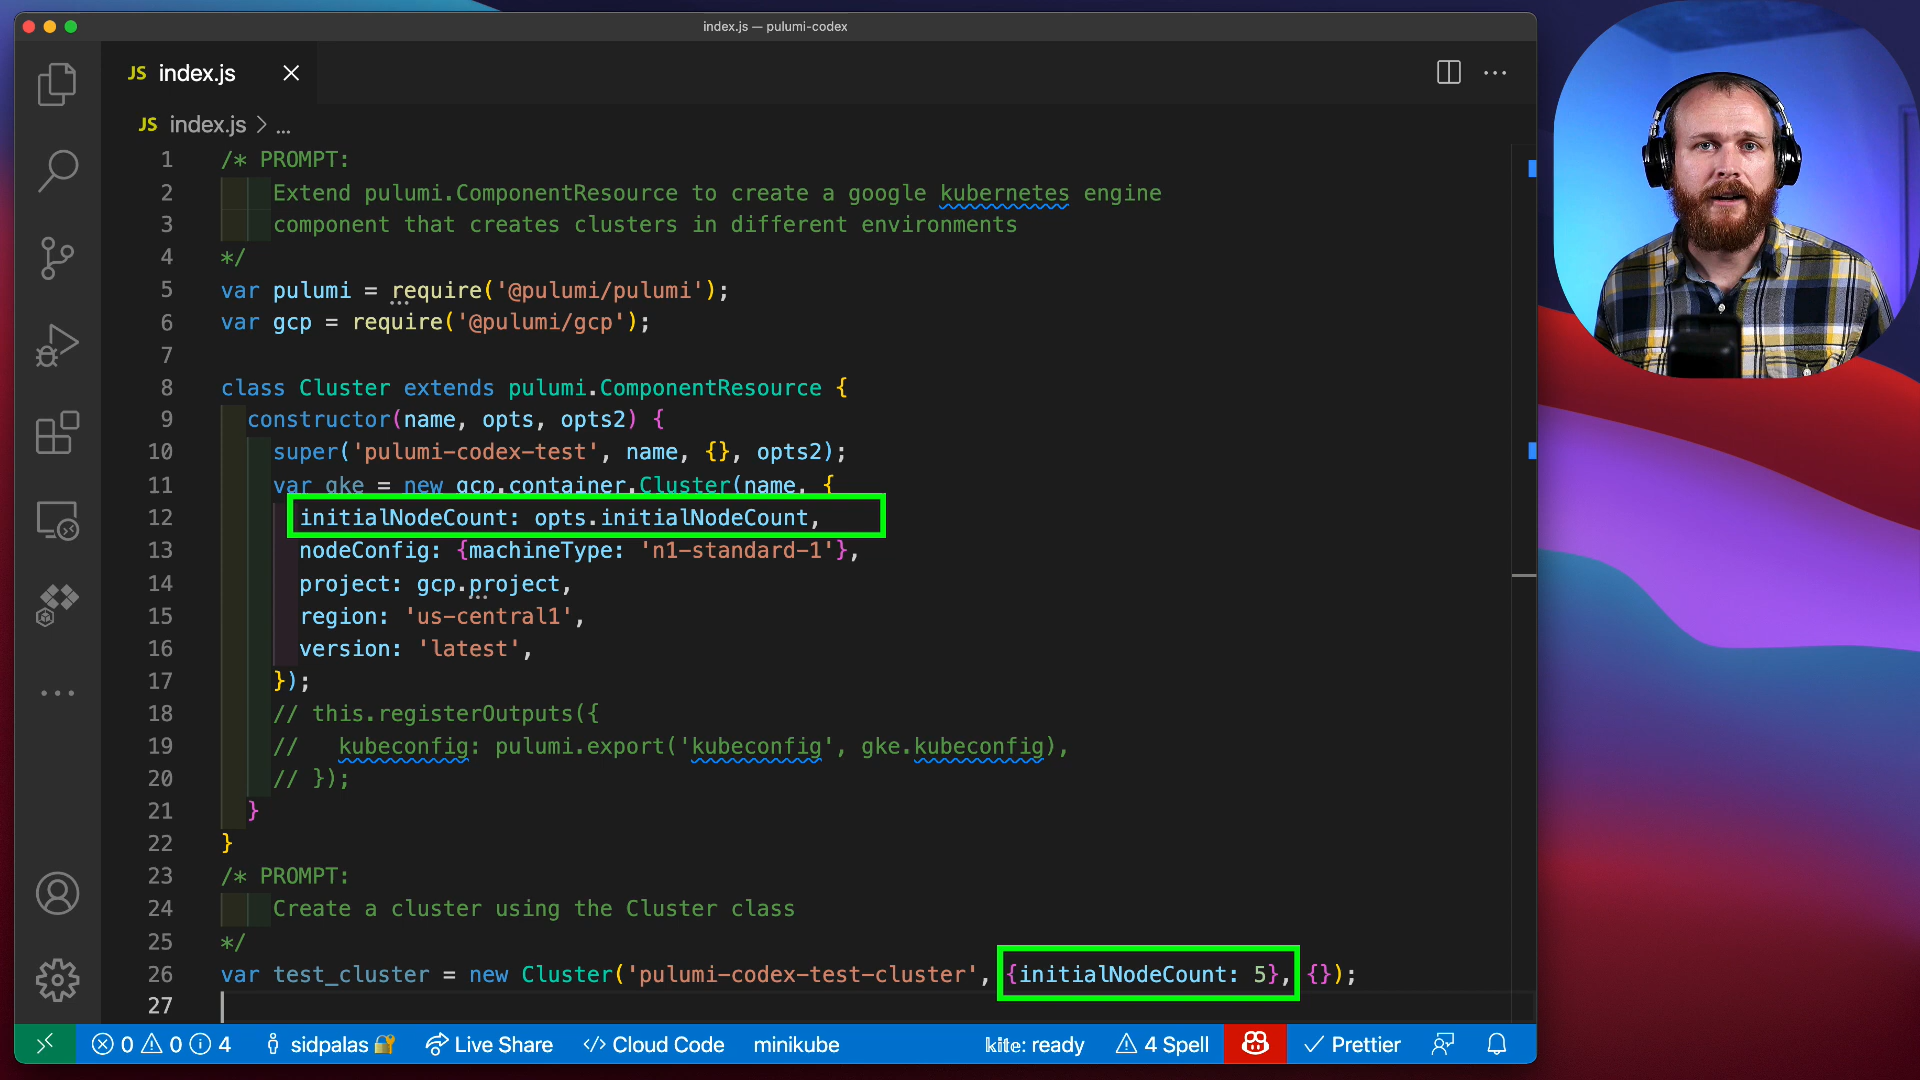 index.js — pulumi-codex
JS index.js
JS index.js > ...
1 /* PROMPT:
2 Extend pulumi.ComponentResource to create a google kubernetes engine
3 component that creates clusters in different environments
4 */
5 var pulumi = require('@pulumi/pulumi');
6 var gcp = require('@pulumi/gcp');
7
8 class Cluster extends pulumi.ComponentResource {
9 constructor(name, opts, opts2) {
10 super('pulumi-codex-test', name, {}, opts2);
11 var gke = new gcp.container.Cluster(name, {
12 initialNodeCount: opts.initialNodeCount,
13 nodeConfig: {machineType: 'n1-standard-1'},
14 project: gcp.project,
15 region: 'us-central1',
16 version: 'latest',
17 });
18 // this.registerOutputs({
19 // kubeconfig: pulumi.export('kubeconfig', gke.kubeconfig),
20 // });
21 }
22 }
23 /* PROMPT:
24 Create a cluster using the Cluster class
25 */
26 var test_cluster = new Cluster('pulumi-codex-test-cluster', {initialNodeCount: 5}, {});
27
0 0 4 sidpalas Live Share Cloud Code minikube kite: ready 4 Spell Prettier